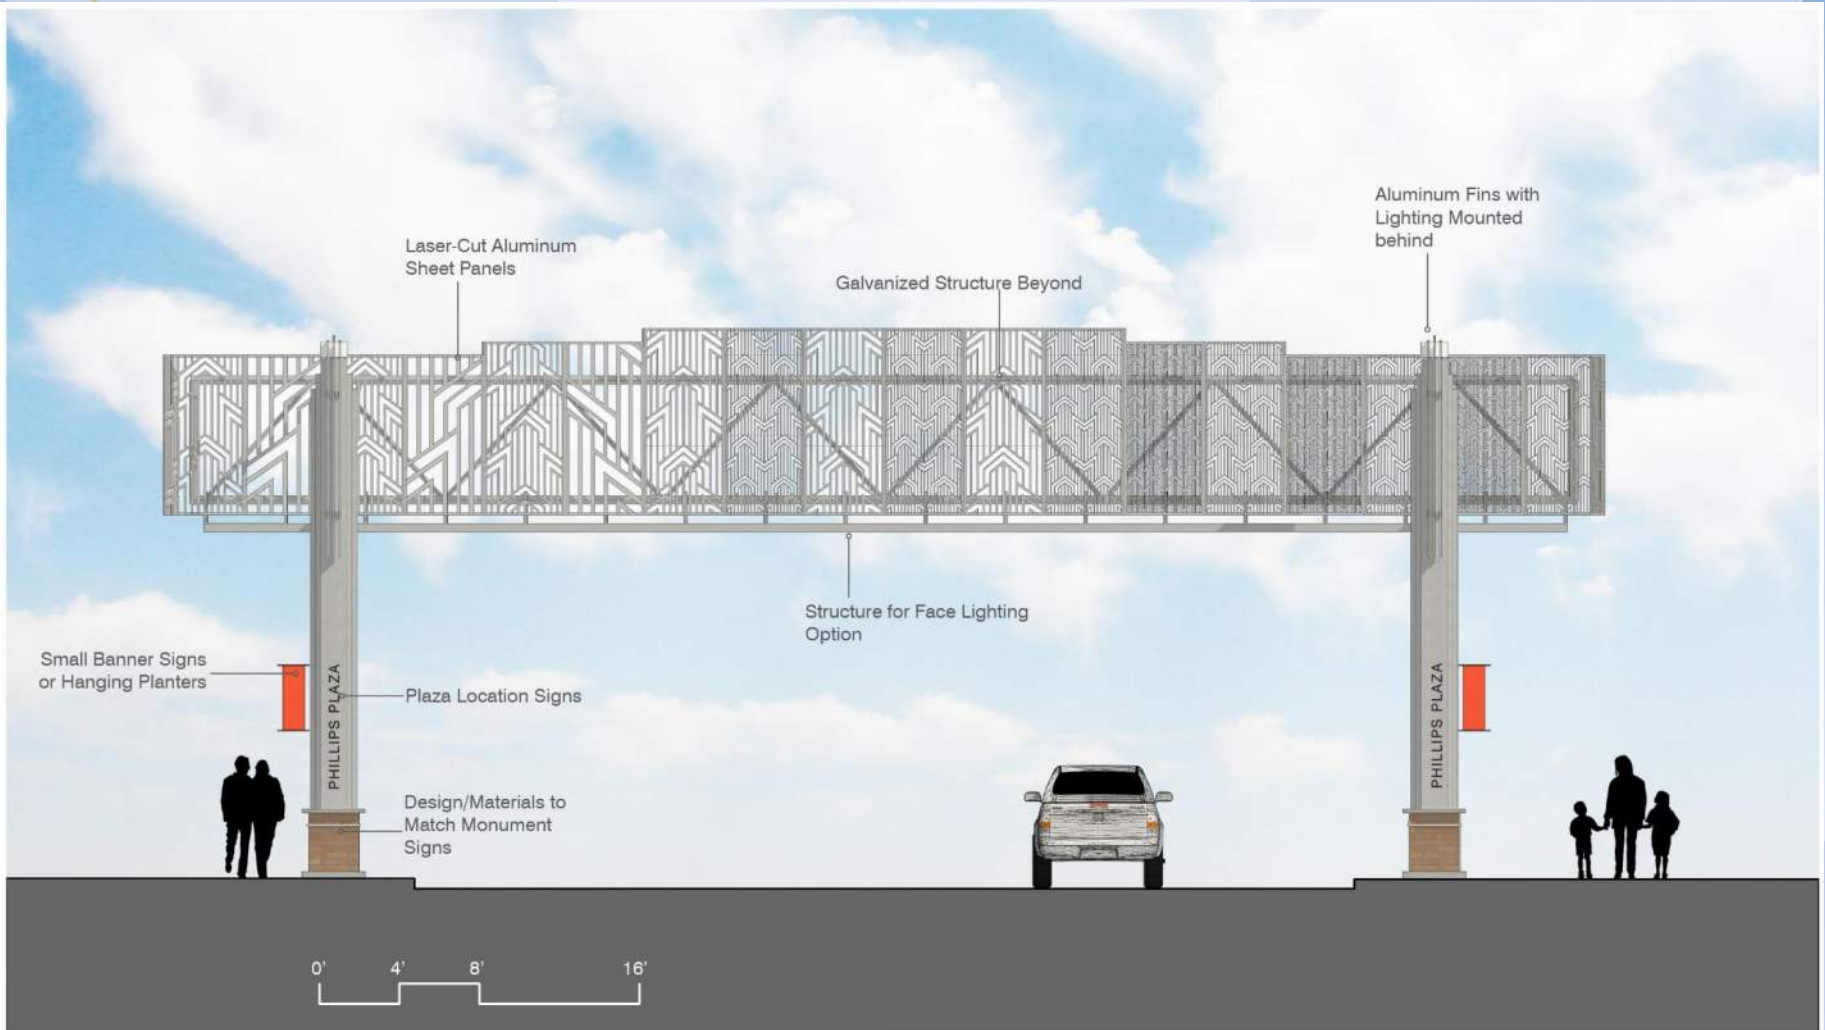 Aluminum Fins with
Lighting Mounted
behind
Laser-Cut Aluminum
Sheet Panels
Galvanized Structure Beyond
Structure for Face Lighting
Option
Small Banner Signs
or Hanging Planters
Plaza Location Signs
PHILLIPS PLAZA
PHILLIPS PLAZA
Design/Materials to
Match Monument
Signs
0' 4' 8' 16'